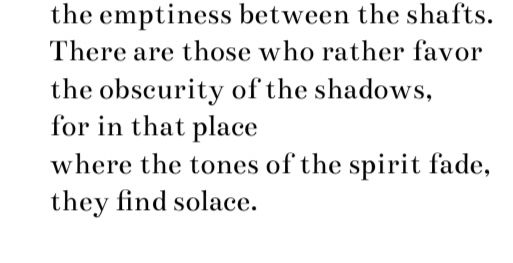 the emptiness between the shafts.
There are those who rather favor
the obscurity of the shadows,
for in that place
where the tones of the spirit fade,
they find solace.